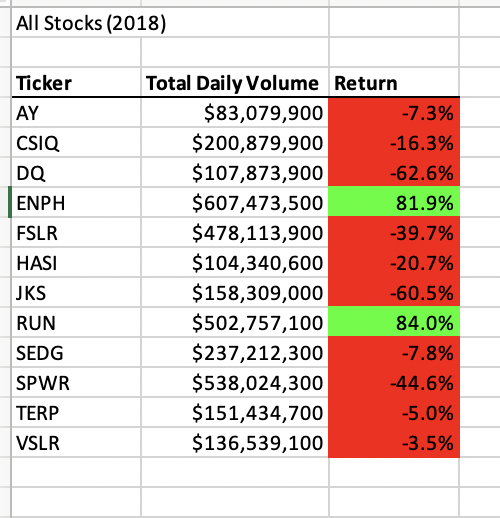 All Stocks (2018)
Ticker Total Daily Volume Return
AY $83,079,900 -7.3%
CSIQ $200,879,900 -16.3%
DQ $107,873,900 -62.6%
ENPH $607,473,500 81.9%
FSLR $478,113,900 -39.7%
HASI $104,340,600 -20.7%
JKS $158,309,000 -60.5%
RUN $502,757,100 84.0%
SEDG $237,212,300 -7.8%
SPWR $538,024,300 -44.6%
TERP $151,434,700 -5.0%
VSLR $136,539,100 -3.5%